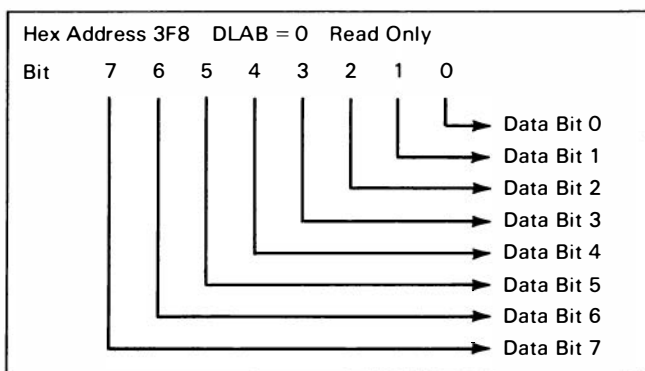 Hex Address 3F8 DLAB = 0 Read Only
Bit 7 6 5 4 3 2 1 0
Data Bit 0
Data Bit 1
Data Bit 2
Data Bit 3
Data Bit 4
Data Bit 5
Data Bit 6
Data Bit 7